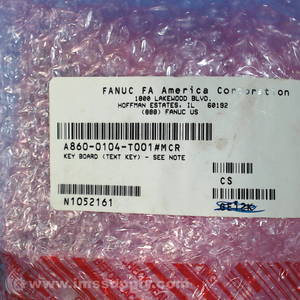 FANUC FA America Corporation
1800 LAKEWOOD BLVD.
HOFFMAN ESTATES, IL 60192
(888) FANUC US
A860-0104-T001#MCR
KEY BOARD (TEXT KEY) - SEE NOTE
CS
N1052161